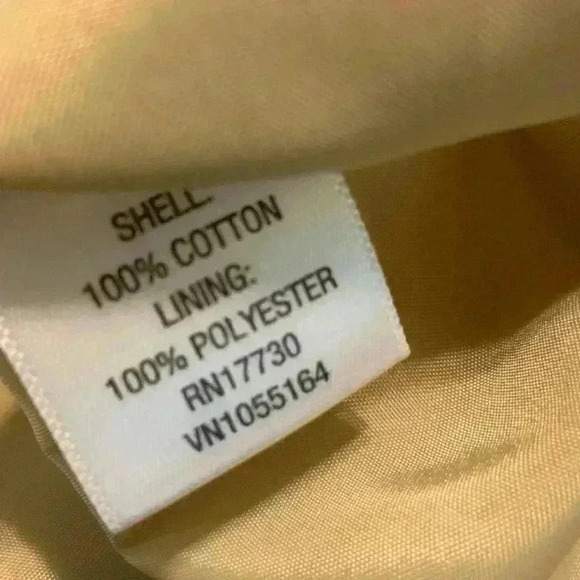 SHELL:
100% COTTON
LINING:
100% POLYESTER
RN17730
VN1055164